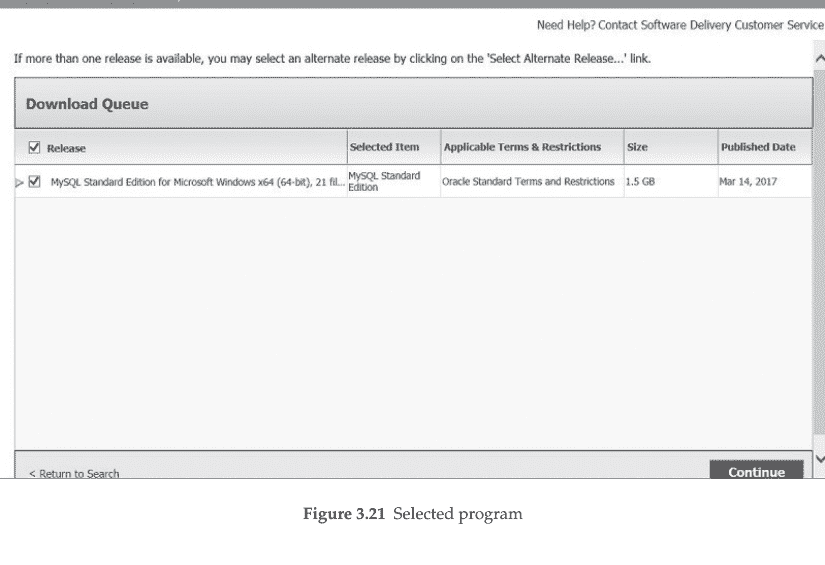 Need Help? Contact Software Delivery Customer Service
If more than one release is available, you may select an alternate release by clicking on the 'Select Alternate Release...' link.
Download Queue
Release Selected Item Applicable Terms & Restrictions Size Published Date
MySQL Standard Edition for Microsoft Windows x64 (64-bit), 21 fil... MySQL Standard Edition Oracle Standard Terms and Restrictions 1.5 GB Mar 14, 2017
< Return to Search Continue
Figure 3.21 Selected program